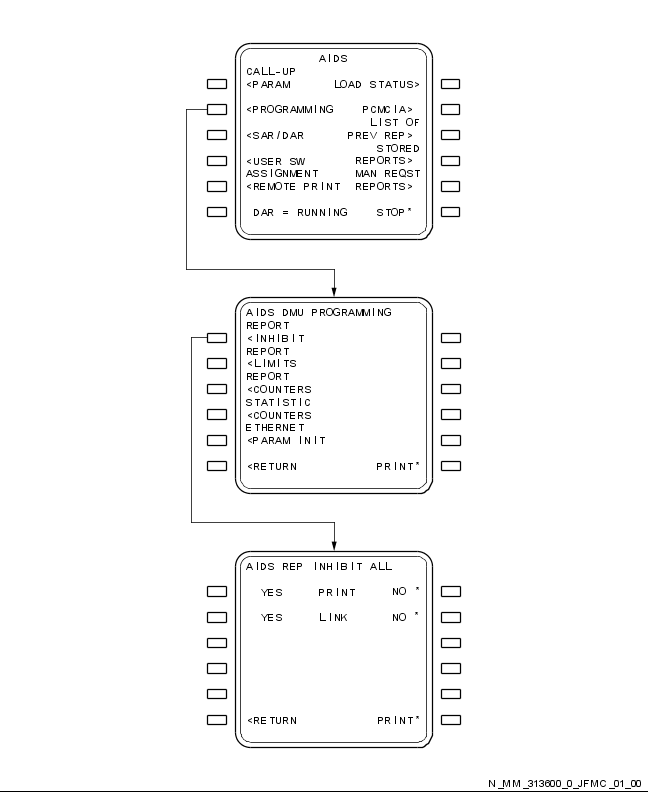 AIDS
CALL-UP
<PARAM LOAD STATUS>
<PROGRAMMING PCMCIA>
LIST OF
<SAR/DAR PREV REP>
STORED
<USER SW REPORTS>
ASSIGNMENT MAN REQST
<REMOTE PRINT REPORTS>
DAR = RUNNING STOP*
AIDS DMU PROGRAMMING
REPORT
<INHIBIT
REPORT
<LIMITS
REPORT
<COUNTERS
STATISTIC
<COUNTERS
ETHERNET
<PARAM INIT
<RETURN PRINT*
AIDS REP INHIBIT ALL
YES PRINT NO *
YES LINK NO *
<RETURN PRINT*
N_MM_313600_0_JFMC_01_00